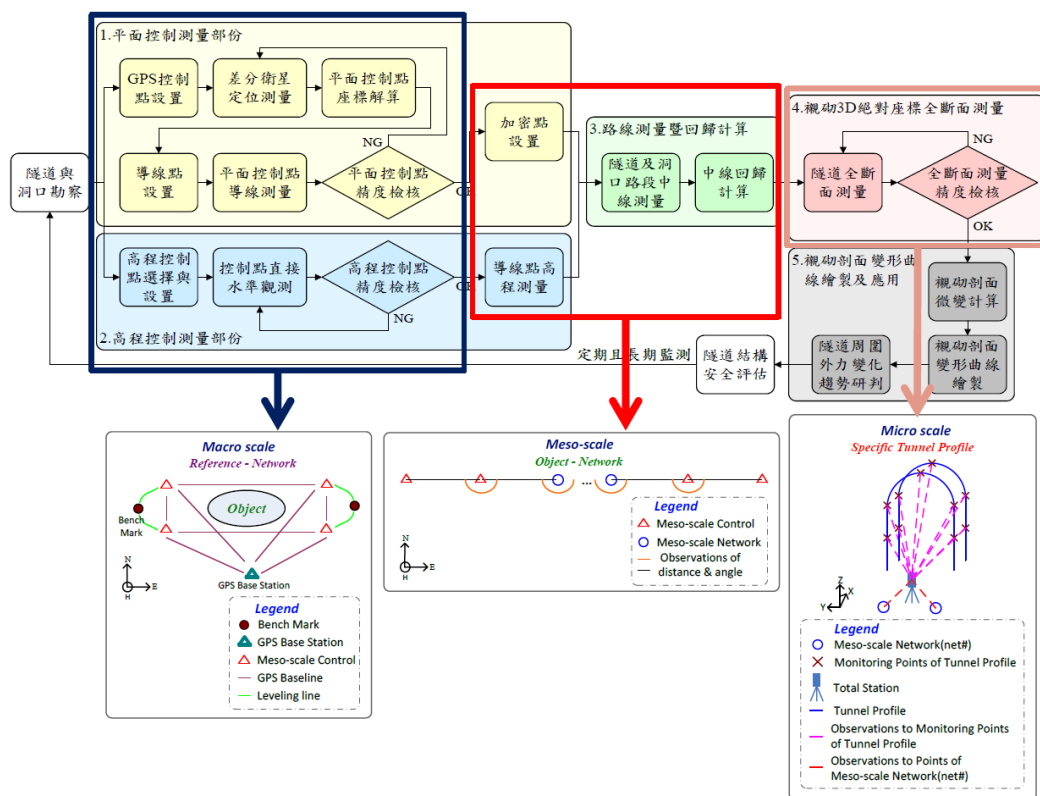 1.平面控制測量部份
GPS控制
點設置
差分衛星
定位測量
平面控制點
座標解算
NG
導線點
設置
平面控制點
導線測量
平面控制點
精度檢核
加密點
設置
隧道與
洞口勘察
高程控制
點選擇與
設置
控制點直接
水準觀測
高程控制點
精度檢核
NG
導線點高
程測量
2.高程控制測量部份
3.路線測量暨回歸計算
隧道及洞
口路段中
線測量
中線回歸
計算
4.襯砌3D絕對座標全斷面測量
NG
隧道全斷
面測量
全斷面測量
精度檢核
OK
5.襯砌剖面變形曲
線繪製及應用
襯砌剖面
微變計算
襯砌剖面
變形曲線
繪製
隧道周圍
外力變化
趨勢研判
隧道結構
安全評估
定期且長期監測
Macro scale
Reference - Network
Object
Bench
Mark
N
E
H
GPS Base Station
Legend
Bench Mark
GPS Base Station
Meso-scale Control
GPS Baseline
Leveling line
Meso-scale
Object - Network
...
N
E
H
Legend
Meso-scale Control
Meso-scale Network
Observations of
distance & angle
Micro scale
Specific Tunnel Profile
Z
X
Y
Legend
Meso-scale Network(net#)
Monitoring Points of Tunnel Profile
Total Station
Tunnel Profile
Observations to Monitoring Points
of Tunnel Profile
Observations to Points of
Meso-scale Network(net#)